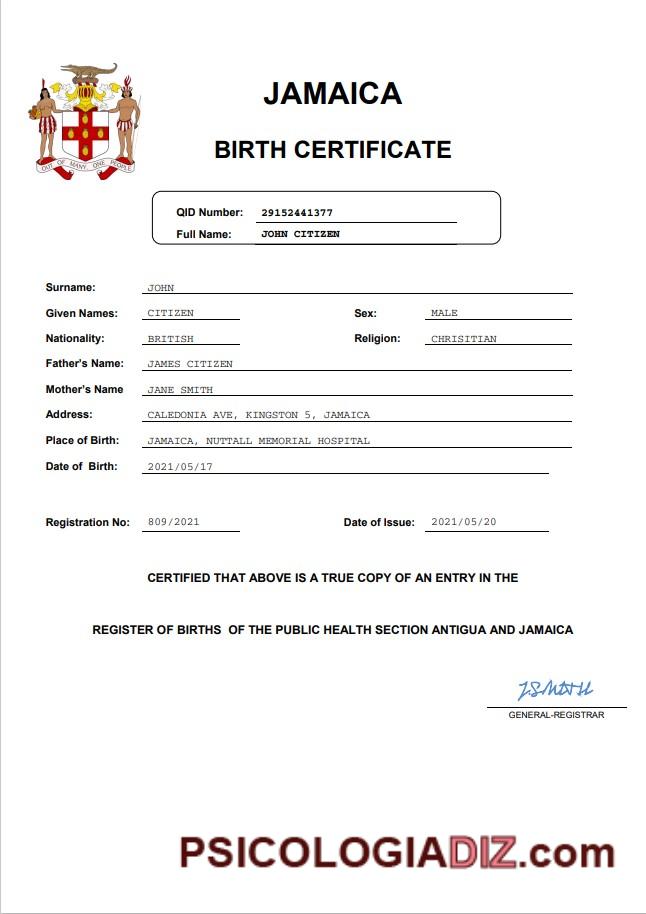 JAMAICA
BIRTH CERTIFICATE
OUT OF MANY ONE PEOPLE
QID Number: 29152441377
Full Name: JOHN CITIZEN
Surname: JOHN
Given Names: CITIZEN Sex: MALE
Nationality: BRITISH Religion: CHRISITIAN
Father's Name: JAMES CITIZEN
Mother's Name JANE SMITH
Address: CALEDONIA AVE, KINGSTON 5, JAMAICA
Place of Birth: JAMAICA, NUTTALL MEMORIAL HOSPITAL
Date of Birth: 2021/05/17
Registration No: 809/2021 Date of Issue: 2021/05/20
CERTIFIED THAT ABOVE IS A TRUE COPY OF AN ENTRY IN THE
REGISTER OF BIRTHS OF THE PUBLIC HEALTH SECTION ANTIGUA AND JAMAICA
J.SMITH
GENERAL-REGISTRAR
PSICOLOGIADIZ.com